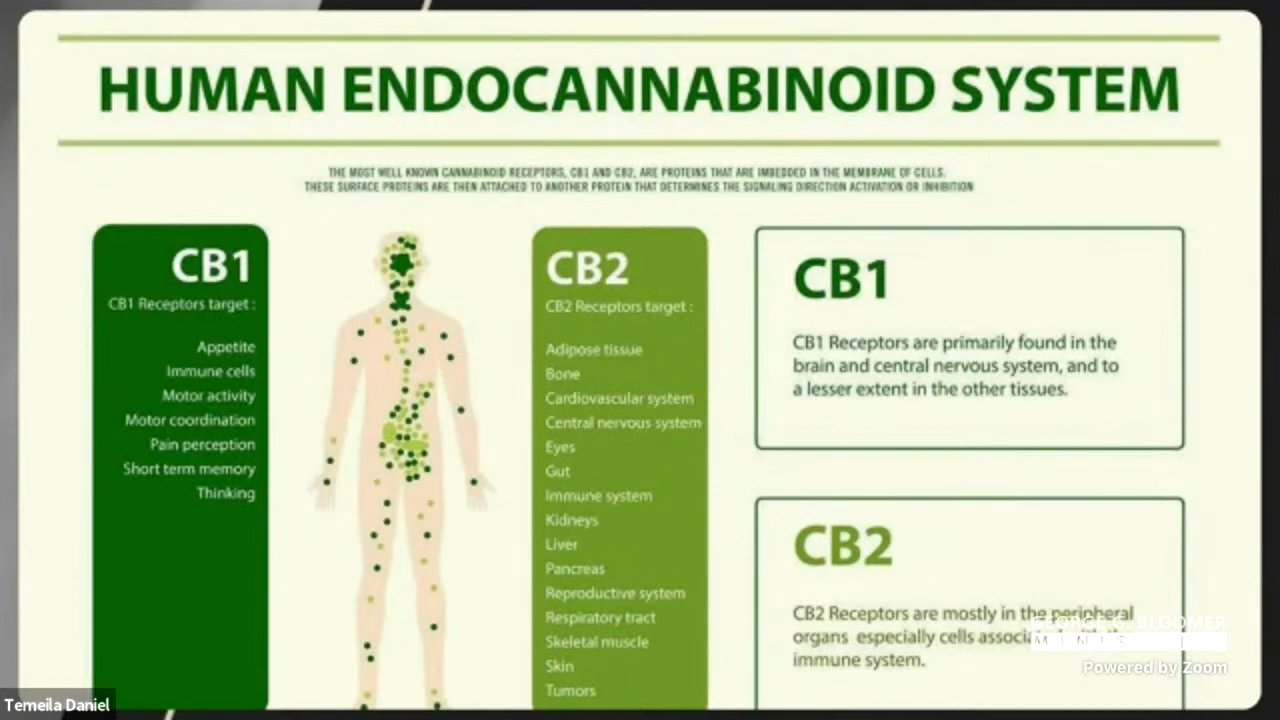 HUMAN ENDOCANNABINOID SYSTEM
THE MOST WELL KNOWN CANNABINOID RECEPTORS, CB1 AND CB2, ARE PROTEINS THAT ARE IMBEDDED IN THE MEMBRANE OF CELLS.
THESE SURFACE PROTEINS ARE THEN ATTACHED TO ANOTHER PROTEIN THAT DETERMINES THE SIGNALING DIRECTION ACTIVATION OR INHIBITION
CB1
CB1 Receptors target :
Appetite
Immune cells
Motor activity
Motor coordination
Pain perception
Short term memory
Thinking
CB2
CB2 Receptors target :
Adipose tissue
Bone
Cardiovascular system
Central nervous system
Eyes
Gut
Immune system
Kidneys
Liver
Pancreas
Reproductive system
Respiratory tract
Skeletal muscle
Skin
Tumors
CB1
CB1 Receptors are primarily found in the
brain and central nervous system, and to
a lesser extent in the other tissues.
CB2
CB2 Receptors are mostly in the peripheral
organs especially cells
immune system.
GEORGE G. BLOOMER
Powered by Zoom
Temeila Daniel